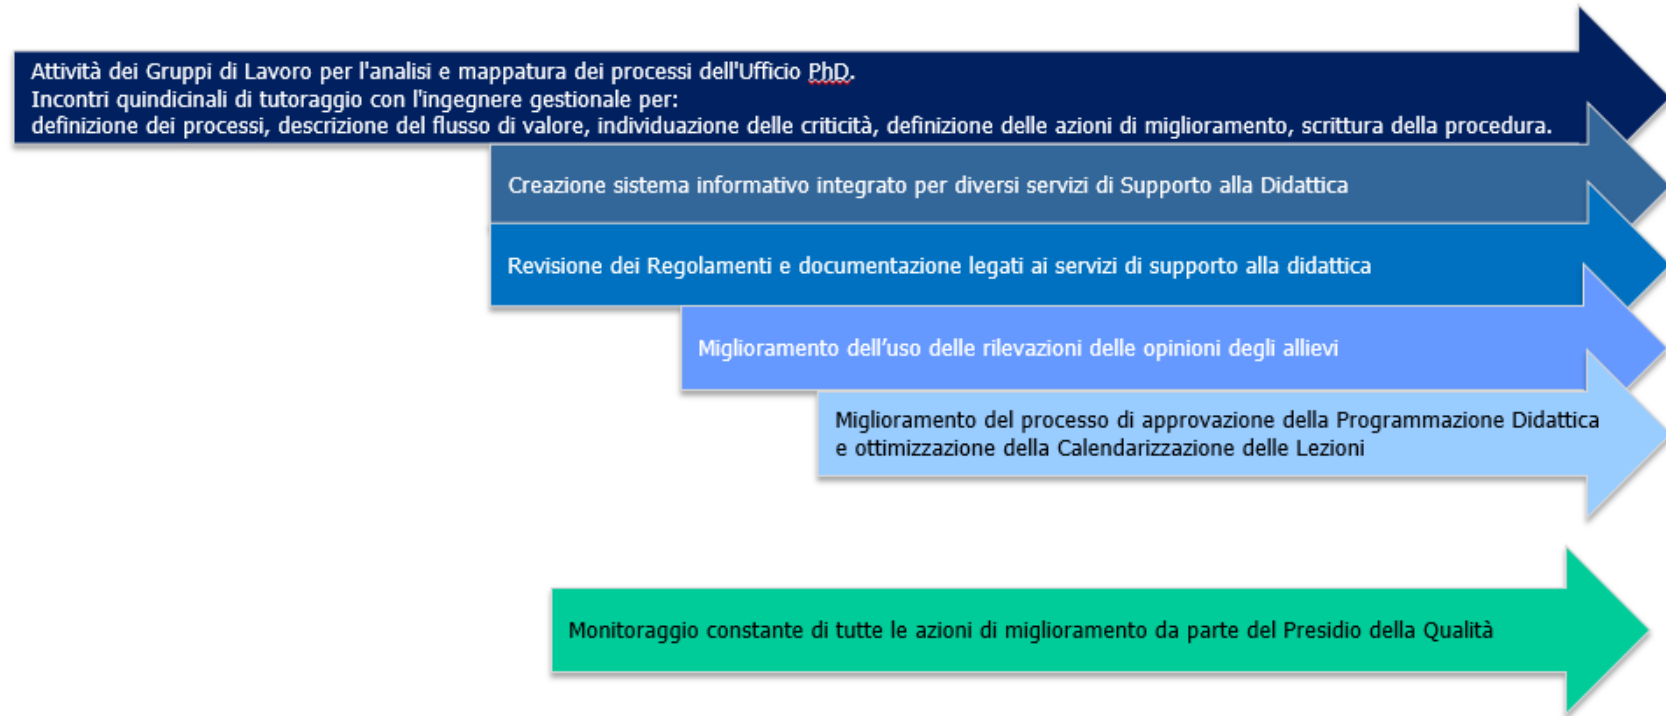 Attività dei Gruppi di Lavoro per l'analisi e mappatura dei processi dell'Ufficio PhD.
Incontri quindicinali di tutoraggio con l'ingegnere gestionale per:
definizione dei processi, descrizione del flusso di valore, individuazione delle criticità, definizione delle azioni di miglioramento, scrittura della procedura.
Creazione sistema informativo integrato per diversi servizi di Supporto alla Didattica
Revisione dei Regolamenti e documentazione legati ai servizi di supporto alla didattica
Miglioramento dell’uso delle rilevazioni delle opinioni degli allievi
Miglioramento del processo di approvazione della Programmazione Didattica
e ottimizzazione della Calendarizzazione delle Lezioni
Monitoraggio constante di tutte le azioni di miglioramento da parte del Presidio della Qualità